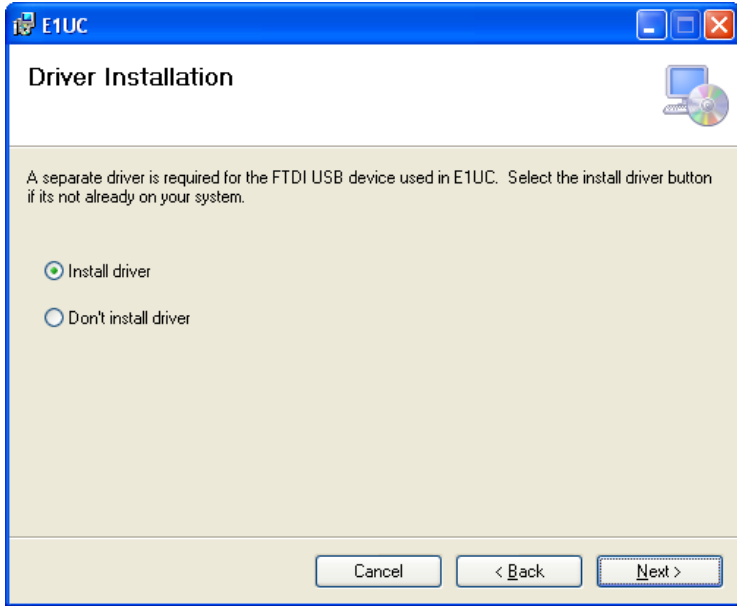 E1UC
Driver Installation
A separate driver is required for the FTDI USB device used in E1UC.  Select the install driver button
if its not already on your system.
Install driver
Don't install driver
Cancel
< Back
Next >